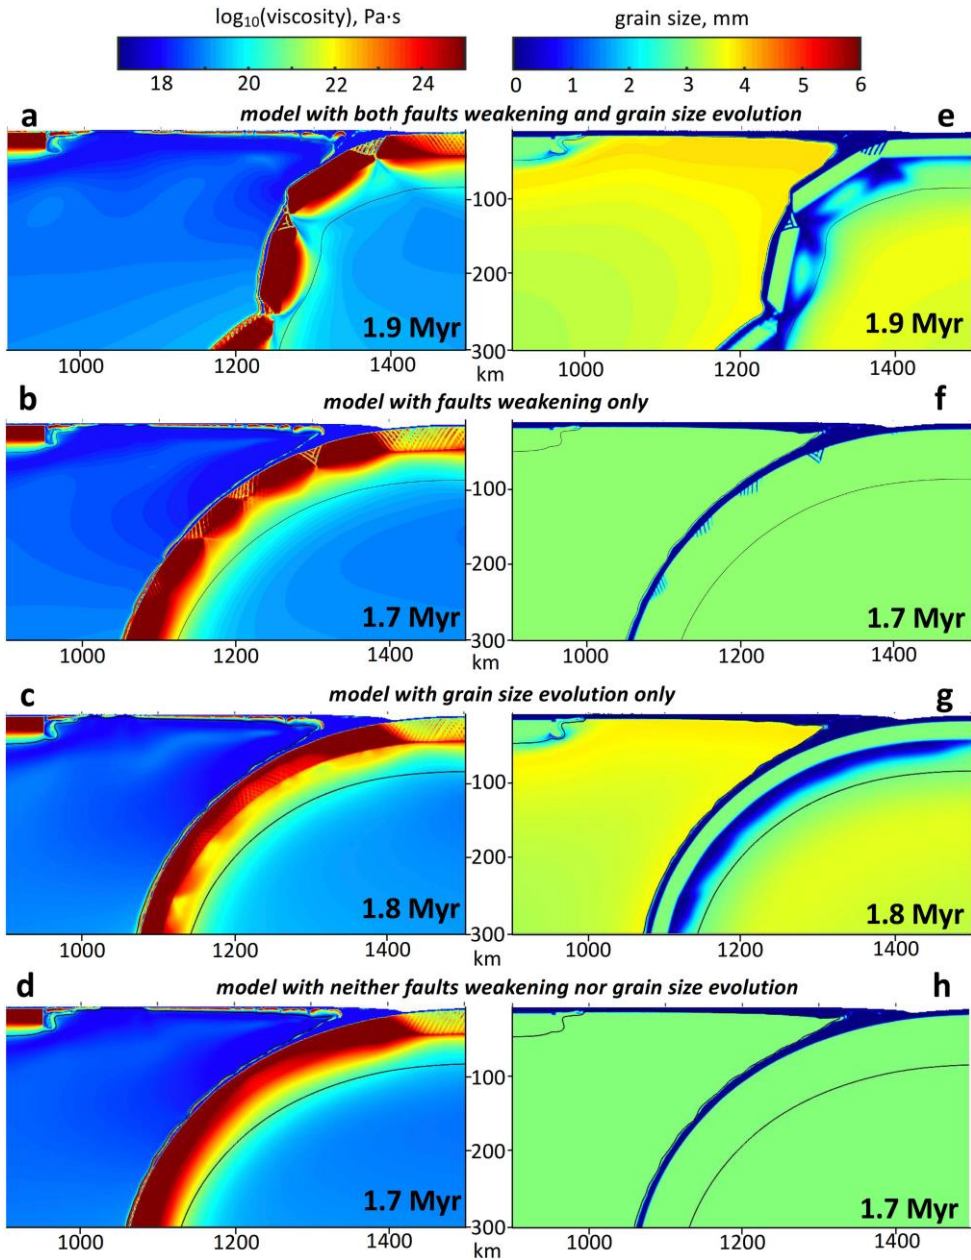 log₁₀(viscosity), Pa·s grain size, mm
18 20 22 24 0 1 2 3 4 5 6
a model with both faults weakening and grain size evolution e
100
200
1.9 Myr 1.9 Myr
300
1000 1200 1400 km 1000 1200 1400
b model with faults weakening only f
100
200
1.7 Myr 1.7 Myr
300
1000 1200 1400 km 1000 1200 1400
c model with grain size evolution only g
100
200
1.8 Myr 1.8 Myr
300
1000 1200 1400 km 1000 1200 1400
d model with neither faults weakening nor grain size evolution h
100
200
1.7 Myr 1.7 Myr
300
1000 1200 1400 km 1000 1200 1400